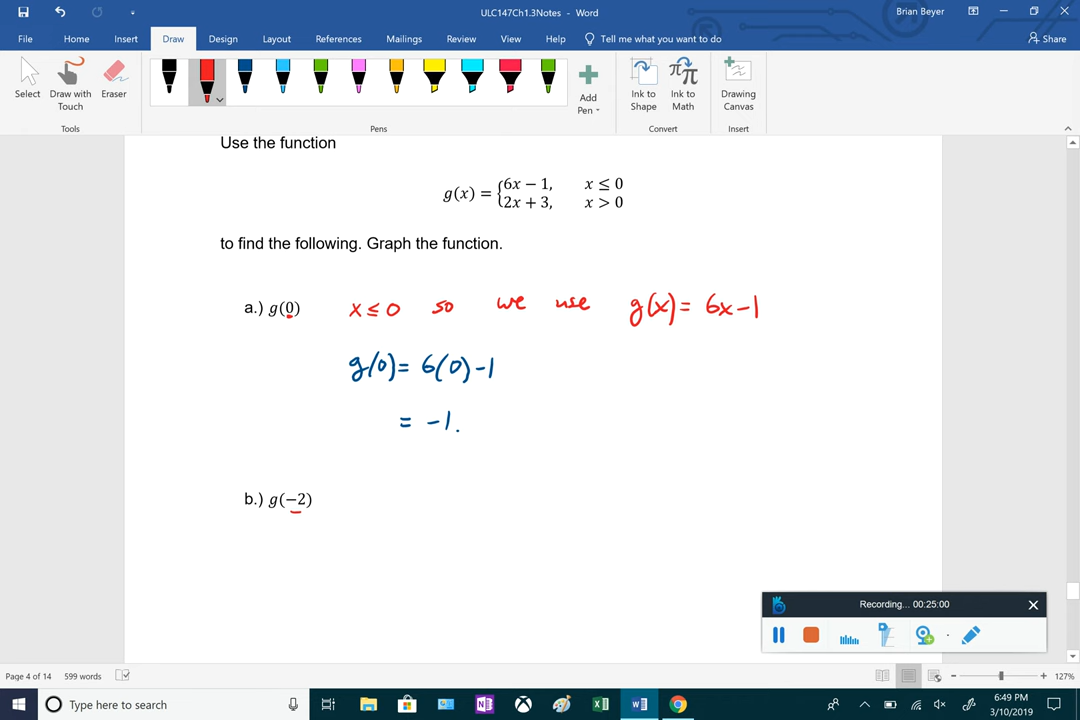 ULC147Ch1.3Notes - Word
Brian Beyer
File Home Insert Draw Design Layout References Mailings Review View Help Tell me what you want to do Share
Select Draw with Touch Eraser Add Pen Ink to Shape Ink to Math Drawing Canvas
Tools Pens Convert Insert
Use the function
g(x) = {6x − 1, x ≤ 0
2x + 3, x > 0
to find the following. Graph the function.
a.) g(0) x ≤ 0 so we use g(x) = 6x − 1
g(0) = 6(0) − 1
= −1.
b.) g(−2)
Recording... 00:25:00
Page 4 of 14 599 words 127%
Type here to search
6:49 PM
3/10/2019